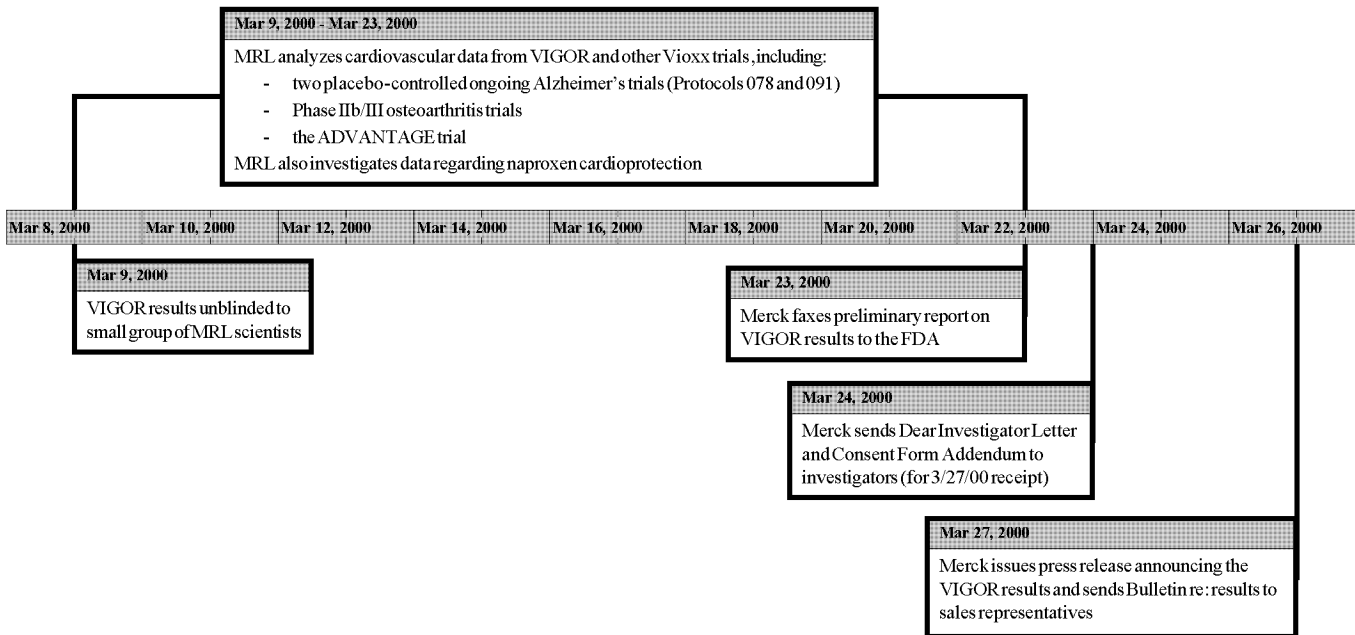 Mar 9, 2000 - Mar 23, 2000
MRL analyzes cardiovascular data from VIGOR and other Vioxx trials, including:
- two placebo-controlled ongoing Alzheimer's trials (Protocols 078 and 091)
- Phase IIb/III osteoarthritis trials
- the ADVANTAGE trial
MRL also investigates data regarding naproxen cardioprotection
Mar 8, 2000 Mar 10, 2000 Mar 12, 2000 Mar 14, 2000 Mar 16, 2000 Mar 18, 2000 Mar 20, 2000 Mar 22, 2000 Mar 24, 2000 Mar 26, 2000
Mar 9, 2000
VIGOR results unblinded to
small group of MRL scientists
Mar 23, 2000
Merck faxes preliminary report on
VIGOR results to the FDA
Mar 24, 2000
Merck sends Dear Investigator Letter
and Consent Form Addendum to
investigators (for 3/27/00 receipt)
Mar 27, 2000
Merck issues press release announcing the
VIGOR results and sends Bulletin re: results to
sales representatives